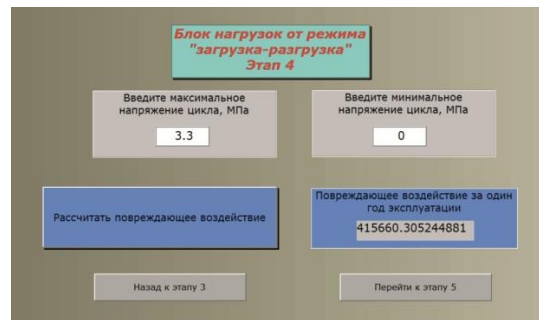 Блок нагрузок от режима
"загрузка-разгрузка"
Этап 4
Введите максимальное
напряжение цикла, МПа
3.3
Введите минимальное
напряжение цикла, МПа
0
Рассчитать повреждающее воздействие
Повреждающее воздействие за один
год эксплуатации
415660.305244881
Назад к этапу 3
Перейти к этапу 5